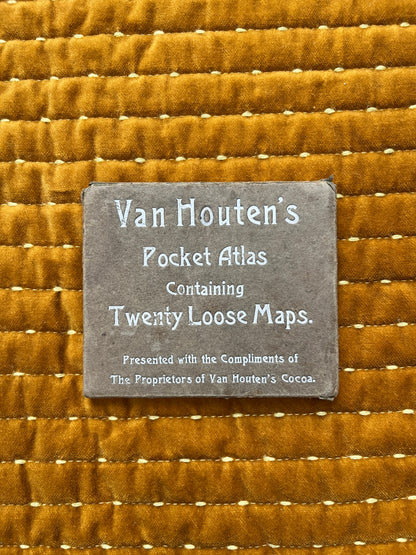 Van Houten's
Pocket Atlas
Containing
Twenty Loose Maps.
Presented with the Compliments of
The Proprietors of Van Houten's Cocoa.